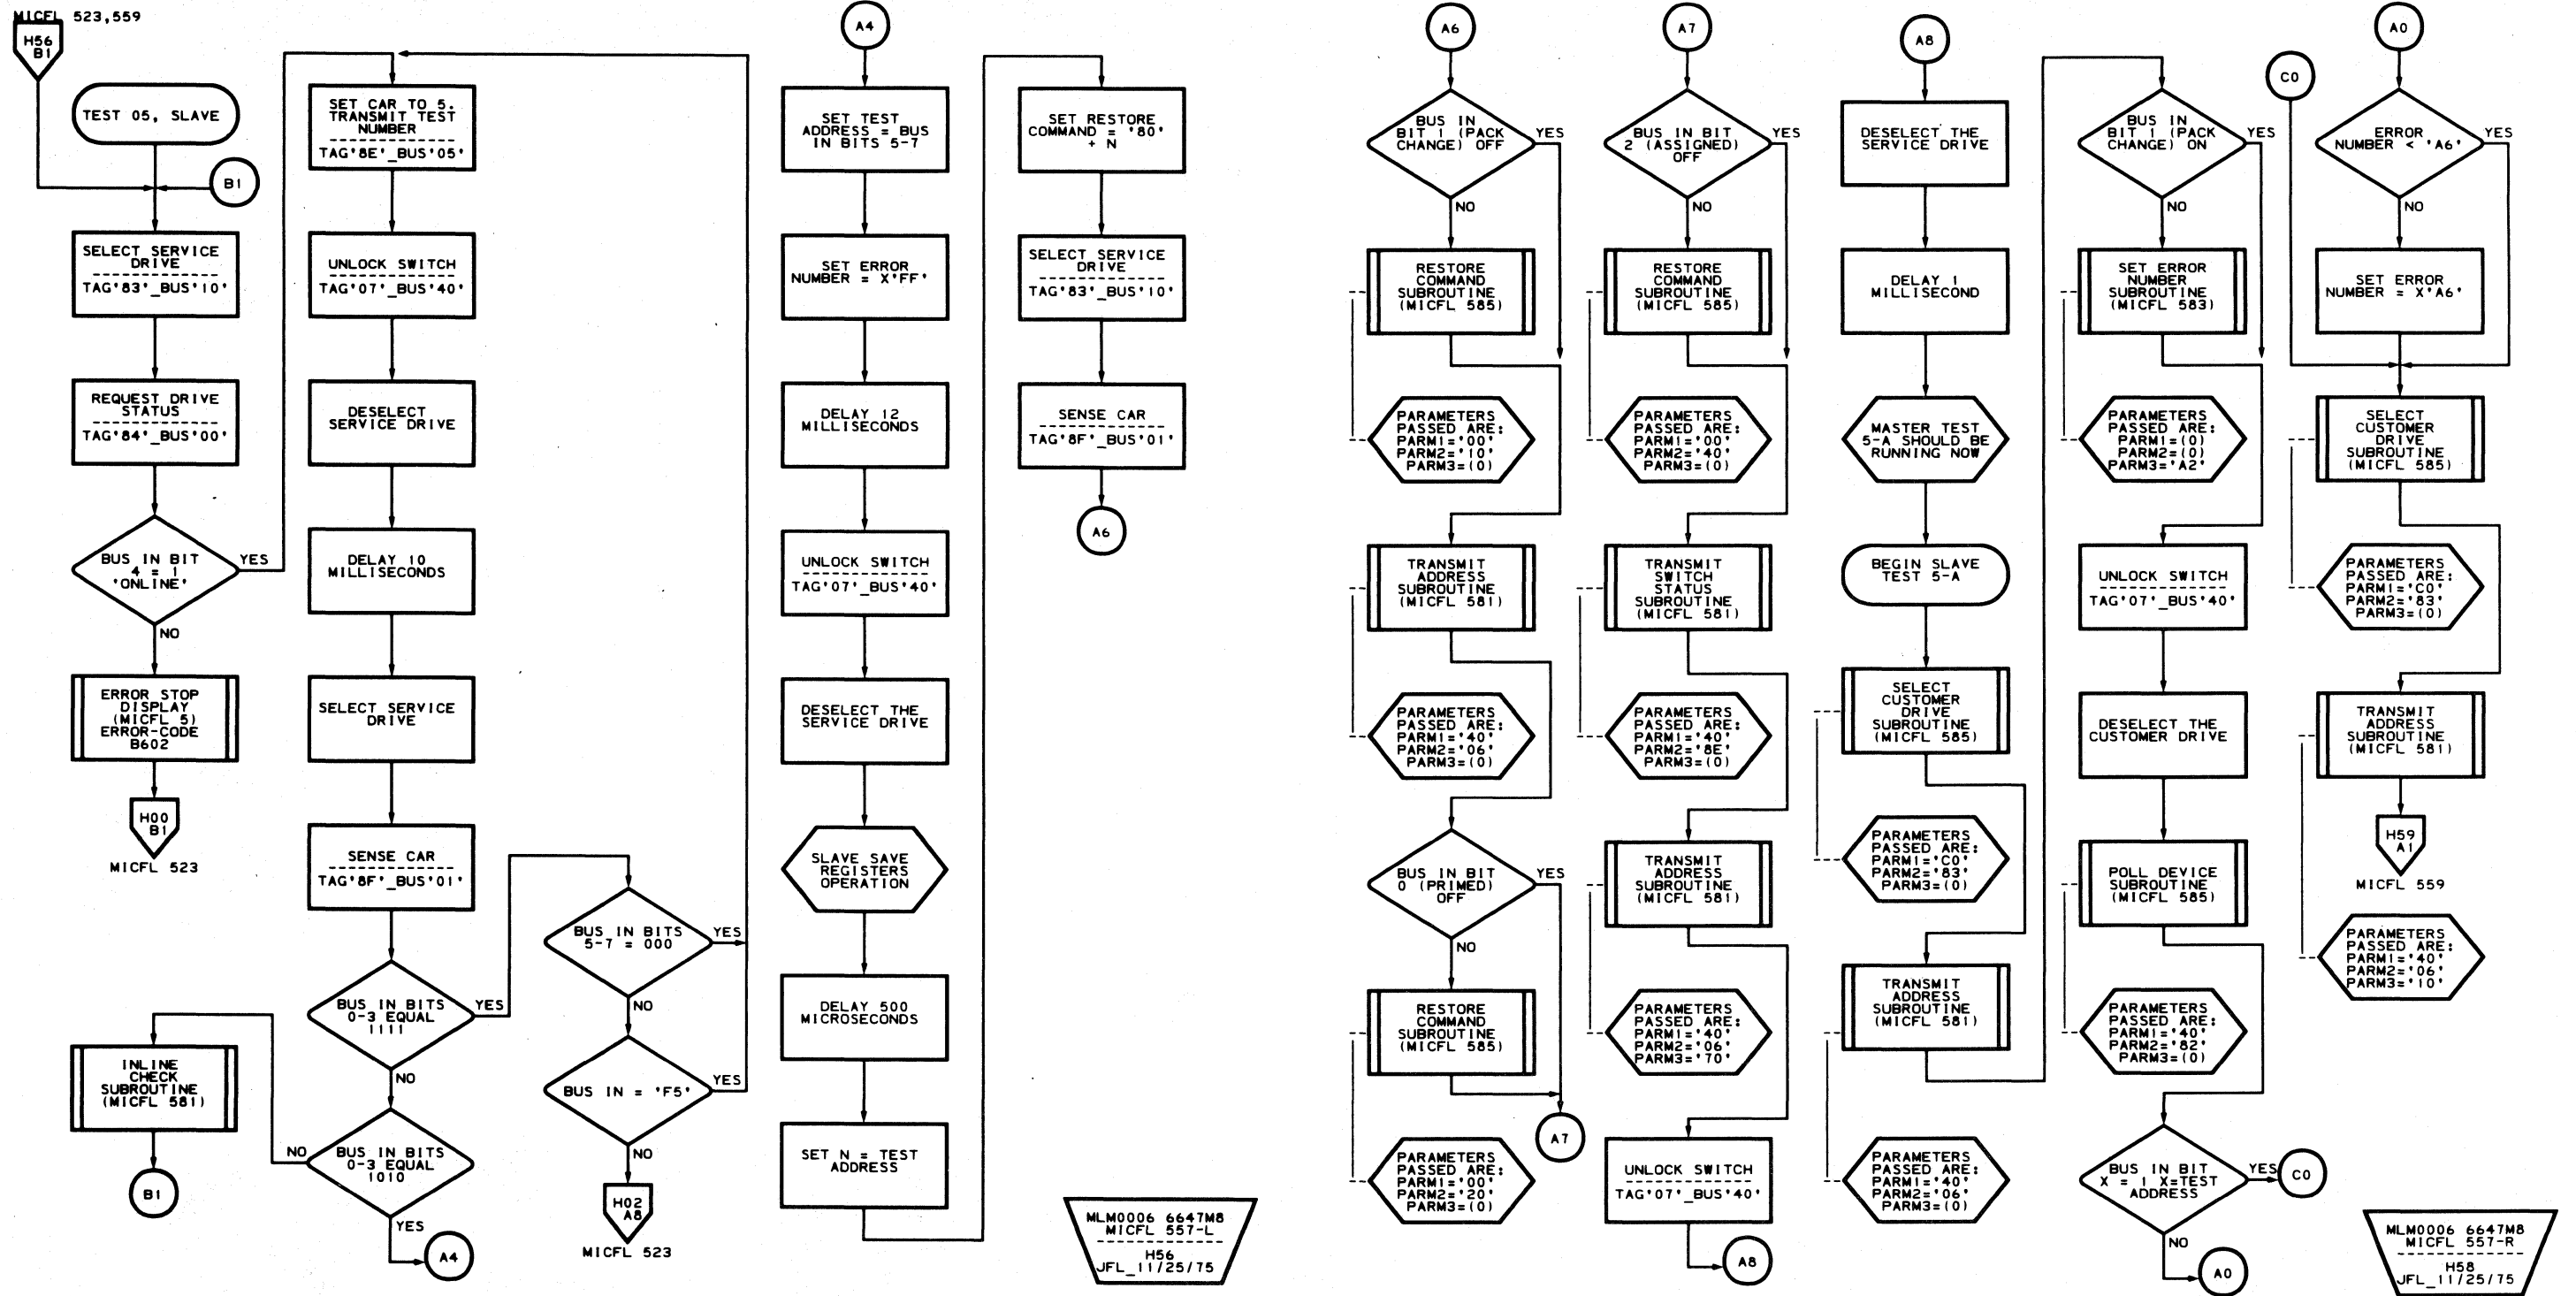 MICFL 523,559
H56
B1
TEST 05, SLAVE
B1
SELECT SERVICE
DRIVE
TAG'83'_BUS'10'
REQUEST DRIVE
STATUS
TAG'84'_BUS'00'
BUS IN BIT
4 = 1
'ONLINE'
YES
NO
ERROR STOP
DISPLAY
(MICFL 5)
ERROR-CODE
B602
H00
B1
MICFL 523
INLINE
CHECK
SUBROUTINE
(MICFL 581)
B1
SET CAR TO 5.
TRANSMIT TEST
NUMBER
TAG'8E'_BUS'05'
UNLOCK SWITCH
TAG'07'_BUS'40'
DESELECT
SERVICE DRIVE
DELAY 10
MILLISECONDS
SELECT SERVICE
DRIVE
SENSE CAR
TAG'8F'_BUS'01'
BUS IN BITS
0-3 EQUAL
1111
YES
NO
BUS IN BITS
0-3 EQUAL
1010
NO
YES
A4
BUS IN BITS
5-7 = 000
YES
NO
BUS IN = 'F5'
YES
NO
H02
A8
MICFL 523
A4
SET TEST
ADDRESS = BUS
IN BITS 5-7
SET ERROR
NUMBER = X'FF'
DELAY 12
MILLISECONDS
UNLOCK SWITCH
TAG'07'_BUS'40'
DESELECT THE
SERVICE DRIVE
SLAVE SAVE
REGISTERS
OPERATION
DELAY 500
MICROSECONDS
SET N = TEST
ADDRESS
SET RESTORE
COMMAND = '80'
+ N
SELECT SERVICE
DRIVE
TAG'83'_BUS'10'
SENSE CAR
TAG'8F'_BUS'01'
A6
MLM0006 6647M8
MICFL 557-L
H56
JFL_11/25/75
A6
BUS IN
BIT 1 (PACK
CHANGE) OFF
YES
NO
RESTORE
COMMAND
SUBROUTINE
(MICFL 585)
PARAMETERS
PASSED ARE:
PARM1='00'
PARM2='10'
PARM3=(0)
TRANSMIT
ADDRESS
SUBROUTINE
(MICFL 581)
PARAMETERS
PASSED ARE:
PARM1='40'
PARM2='06'
PARM3=(0)
BUS IN BIT
0 (PRIMED)
OFF
YES
NO
RESTORE
COMMAND
SUBROUTINE
(MICFL 585)
PARAMETERS
PASSED ARE:
PARM1='00'
PARM2='20'
PARM3=(0)
A7
A7
BUS IN BIT
2 (ASSIGNED)
OFF
YES
NO
RESTORE
COMMAND
SUBROUTINE
(MICFL 585)
PARAMETERS
PASSED ARE:
PARM1='00'
PARM2='40'
PARM3=(0)
TRANSMIT
SWITCH
STATUS
SUBROUTINE
(MICFL 581)
PARAMETERS
PASSED ARE:
PARM1='40'
PARM2='8E'
PARM3=(0)
TRANSMIT
ADDRESS
SUBROUTINE
(MICFL 581)
PARAMETERS
PASSED ARE:
PARM1='40'
PARM2='06'
PARM3='70'
UNLOCK SWITCH
TAG'07'_BUS'40'
A8
A8
DESELECT THE
SERVICE DRIVE
DELAY 1
MILLISECOND
MASTER TEST
5-A SHOULD BE
RUNNING NOW
BEGIN SLAVE
TEST 5-A
SELECT
CUSTOMER
DRIVE
SUBROUTINE
(MICFL 585)
PARAMETERS
PASSED ARE:
PARM1='C0'
PARM2='83'
PARM3=(0)
TRANSMIT
ADDRESS
SUBROUTINE
(MICFL 581)
PARAMETERS
PASSED ARE:
PARM1='40'
PARM2='06'
PARM3=(0)
BUS IN
BIT 1 (PACK
CHANGE) ON
YES
NO
SET ERROR
NUMBER
SUBROUTINE
(MICFL 583)
PARAMETERS
PASSED ARE:
PARM1=(0)
PARM2=(0)
PARM3='A2'
UNLOCK SWITCH
TAG'07'_BUS'40'
DESELECT THE
CUSTOMER DRIVE
POLL DEVICE
SUBROUTINE
(MICFL 585)
PARAMETERS
PASSED ARE:
PARM1='40'
PARM2='82'
PARM3=(0)
BUS IN BIT
X = 1 X=TEST
ADDRESS
YES
C0
NO
A0
A0
C0
ERROR
NUMBER < 'A6'
YES
NO
SET ERROR
NUMBER = X'A6'
SELECT
CUSTOMER
DRIVE
SUBROUTINE
(MICFL 585)
PARAMETERS
PASSED ARE:
PARM1='C0'
PARM2='83'
PARM3=(0)
TRANSMIT
ADDRESS
SUBROUTINE
(MICFL 581)
H59
A1
MICFL 559
PARAMETERS
PASSED ARE:
PARM1='40'
PARM2='06'
PARM3='10'
MLM0006 6647M8
MICFL 557-R
H58
JFL_11/25/75